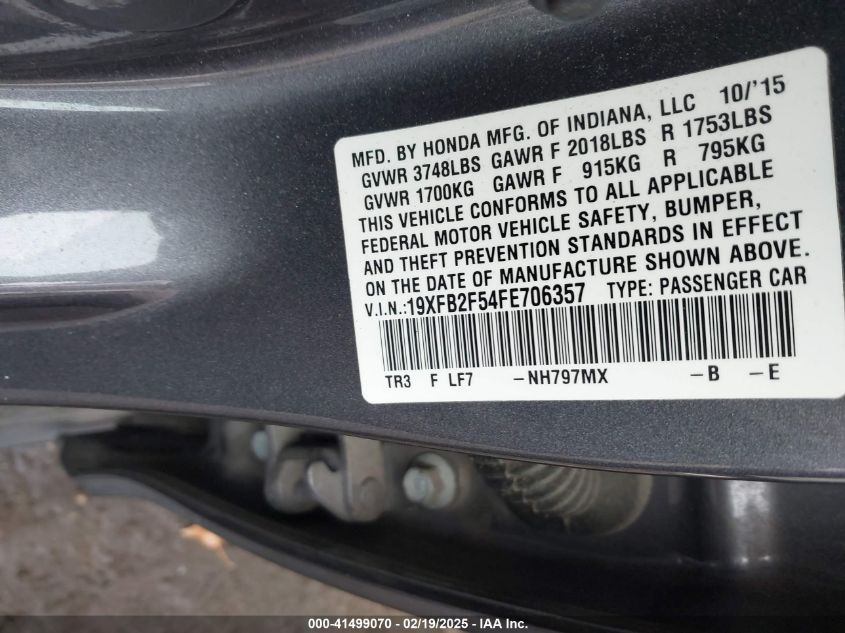 MFD. BY HONDA MFG. OF INDIANA, LLC 10/'15
GVWR 3748LBS GAWR F 2018LBS R 1753LBS
GVWR 1700KG GAWR F 915KG R 795KG
THIS VEHICLE CONFORMS TO ALL APPLICABLE
FEDERAL MOTOR VEHICLE SAFETY, BUMPER,
AND THEFT PREVENTION STANDARDS IN EFFECT
ON THE DATE OF MANUFACTURE SHOWN ABOVE.
V.I.N.:19XFB2F54FE706357 TYPE: PASSENGER CAR
TR3 F LF7 -NH797MX -B -E
000-41499070 - 02/19/2025 - IAA Inc.